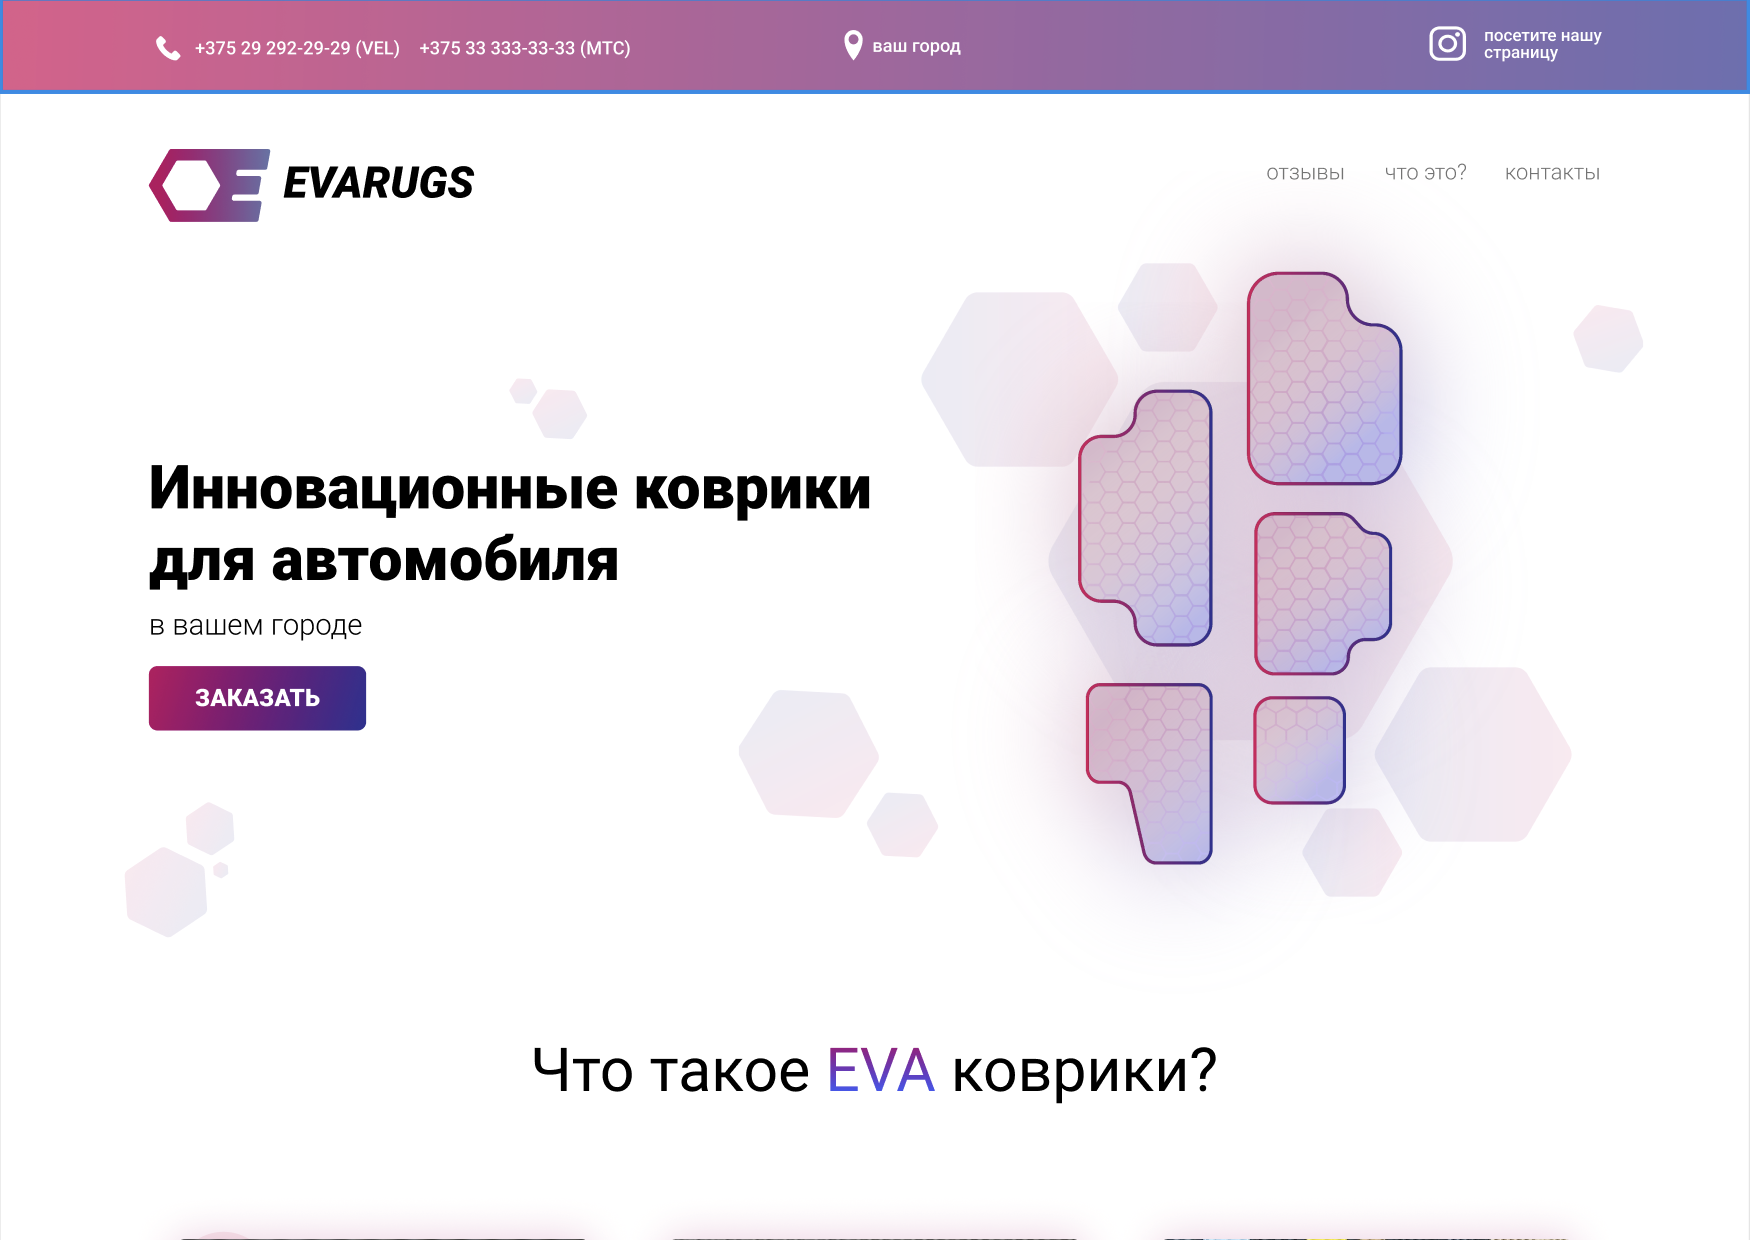 +375 29 292-29-29 (VEL) +375 33 333-33-33 (МТС)
ваш город
посетите нашу
страницу
EVARUGS
отзывы что это? контакты
Инновационные коврики
для автомобиля
в вашем городе
ЗАКАЗАТЬ
Что такое EVA коврики?